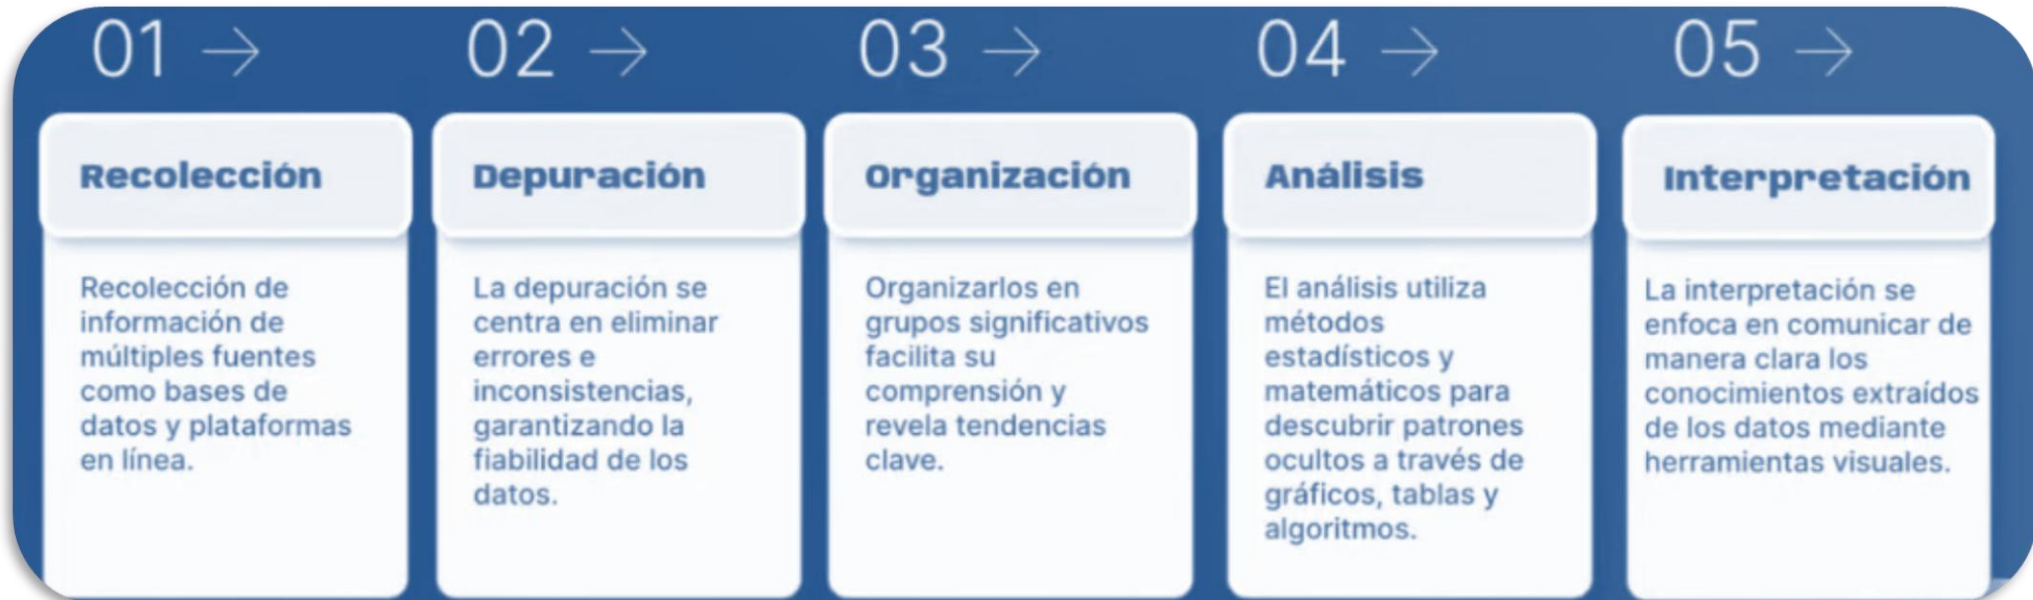 01 →
Recolección
Recolección de
información de
múltiples fuentes
como bases de
datos y plataformas
en línea.
02 →
Depuración
La depuración se
centra en eliminar
errores e
inconsistencias,
garantizando la
fiabilidad de los
datos.
03 →
Organización
Organizarlos en
grupos significativos
facilita su
comprensión y
revela tendencias
clave.
04 →
Análisis
El análisis utiliza
métodos
estadísticos y
matemáticos para
descubrir patrones
ocultos a través de
gráficos, tablas y
algoritmos.
05 →
Interpretación
La interpretación se
enfoca en comunicar de
manera clara los
conocimientos extraídos
de los datos mediante
herramientas visuales.